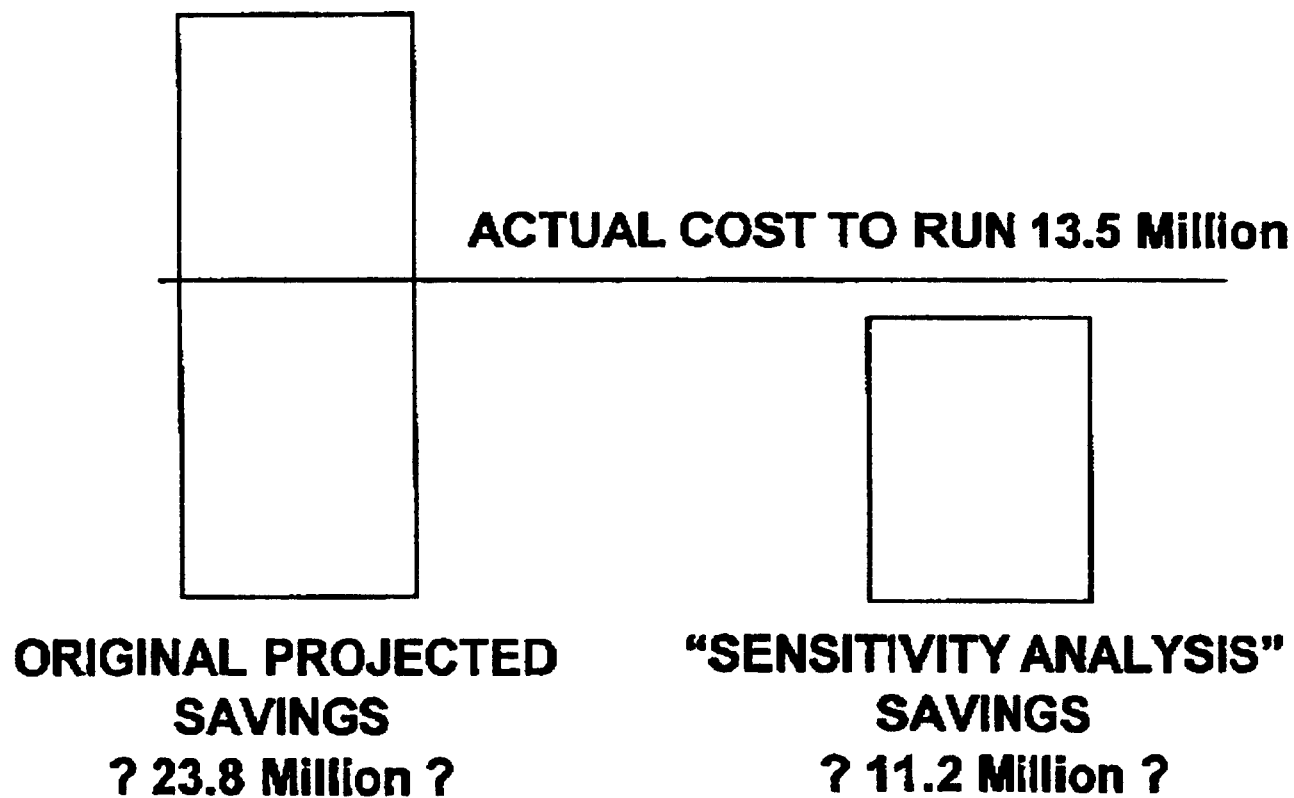 ACTUAL COST TO RUN 13.5 Million
ORIGINAL PROJECTED
SAVINGS
? 23.8 Million ?
“SENSITIVITY ANALYSIS”
SAVINGS
? 11.2 Million ?